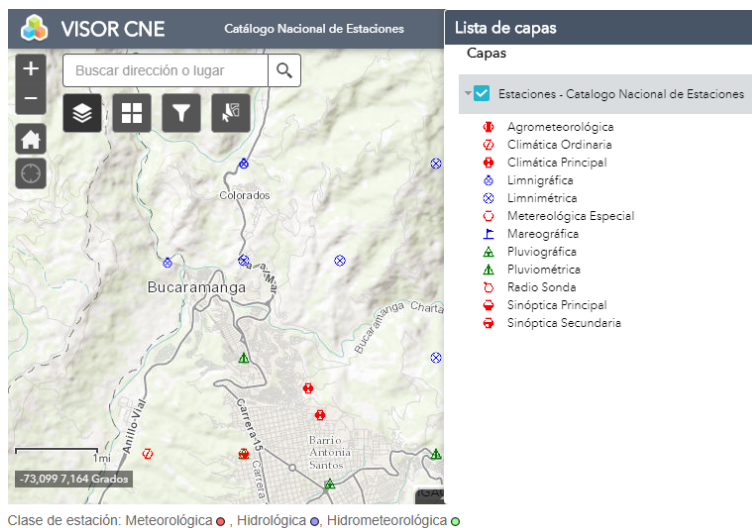 VISOR CNE
Catálogo Nacional de Estaciones
Lista de capas
Capas
Buscar dirección o lugar
Estaciones - Catalogo Nacional de Estaciones
Agrometeorológica
Climática Ordinaria
Climática Principal
Limnigráfica
Limnimétrica
Metereológica Especial
Mareográfica
Pluviográfica
Pluviométrica
Radio Sonda
Sinóptica Principal
Sinóptica Secundaria
Colorados
Bucaramanga
Bucaramanga Charta
Anillo-Vial
Carrera-15
Carrera
Barrio
Antonia
Santos
1mi
-73,099 7,164 Grados
Clase de estación: Meteorológica , Hidrológica , Hidrometeorológica